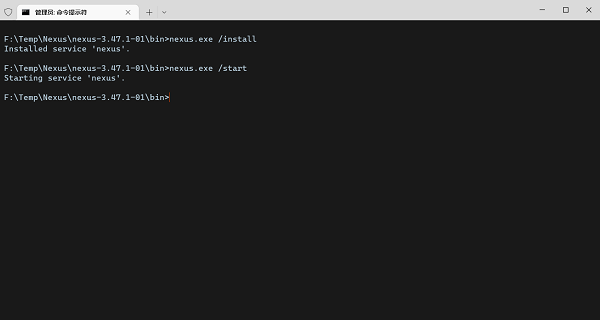 管理员: 命令提示符
F:\Temp\Nexus\nexus-3.47.1-01\bin>nexus.exe /install
Installed service 'nexus'.
F:\Temp\Nexus\nexus-3.47.1-01\bin>nexus.exe /start
Starting service 'nexus'.
F:\Temp\Nexus\nexus-3.47.1-01\bin>